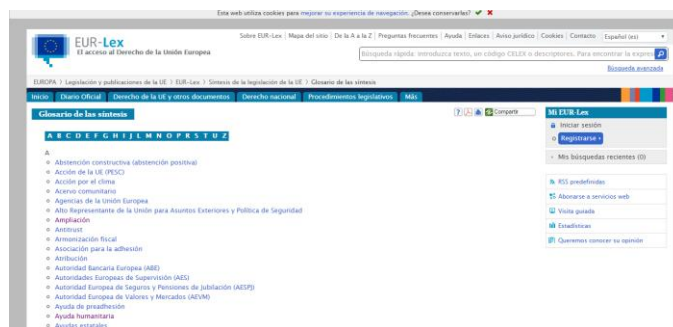 Esta web utiliza cookies para mejorar su experiencia de navegación. ¿Desea conservarlas?
Sobre EUR-Lex | Mapa del sitio | De la A a la Z | Preguntas frecuentes | Ayuda | Enlaces | Aviso jurídico | Cookies | Contacto Español (es)
EUR-Lex
El acceso al Derecho de la Unión Europea
Búsqueda rápida: introduzca texto, un código CELEX o descriptores. Para encontrar la expres
Búsqueda avanzada
EUROPA > Legislación y publicaciones de la UE > EUR-Lex > Síntesis de la legislación de la UE > Glosario de las síntesis
Inicio Diario Oficial Derecho de la UE y otros documentos Derecho nacional Procedimientos legislativos Más
Glosario de las síntesis
Compartir
Mi EUR-Lex
Iniciar sesión
Registrarse
Mis búsquedas recientes (0)
RSS predefinidas
Abonarse a servicios web
Visita guiada
Estadísticas
Queremos conocer su opinión
A B C D E F G H I J L M N O P R S T U Z
A
Abstención constructiva (abstención positiva)
Acción de la UE (PESC)
Acción por el clima
Acervo comunitario
Agencias de la Unión Europea
Alto Representante de la Unión para Asuntos Exteriores y Política de Seguridad
Ampliación
Antitrust
Armonización fiscal
Asociación para la adhesión
Atribución
Autoridad Bancaria Europea (ABE)
Autoridades Europeas de Supervisión (AES)
Autoridad Europea de Seguros y Pensiones de Jubilación (AESPJ)
Autoridad Europea de Valores y Mercados (AEVM)
Ayuda de preadhesión
Ayuda humanitaria
Ayudas estatales